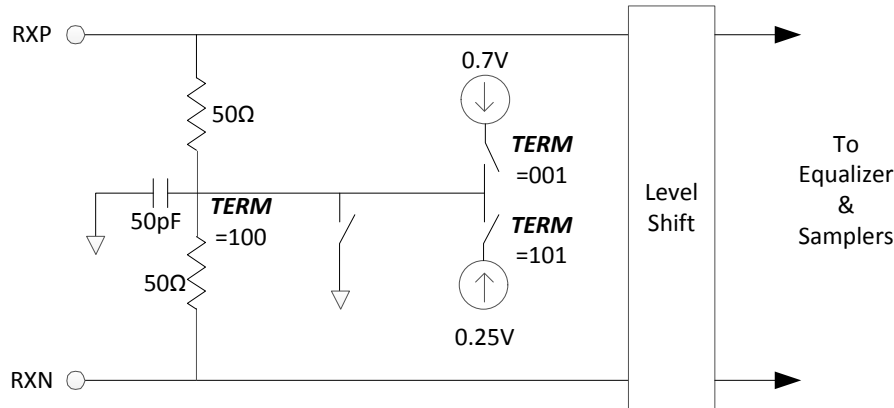 RXP
0.7V
50Ω
TERM
=001
To
Equalizer
&
Samplers
Level
Shift
50pF
TERM
=100
TERM
=101
50Ω
0.25V
RXN